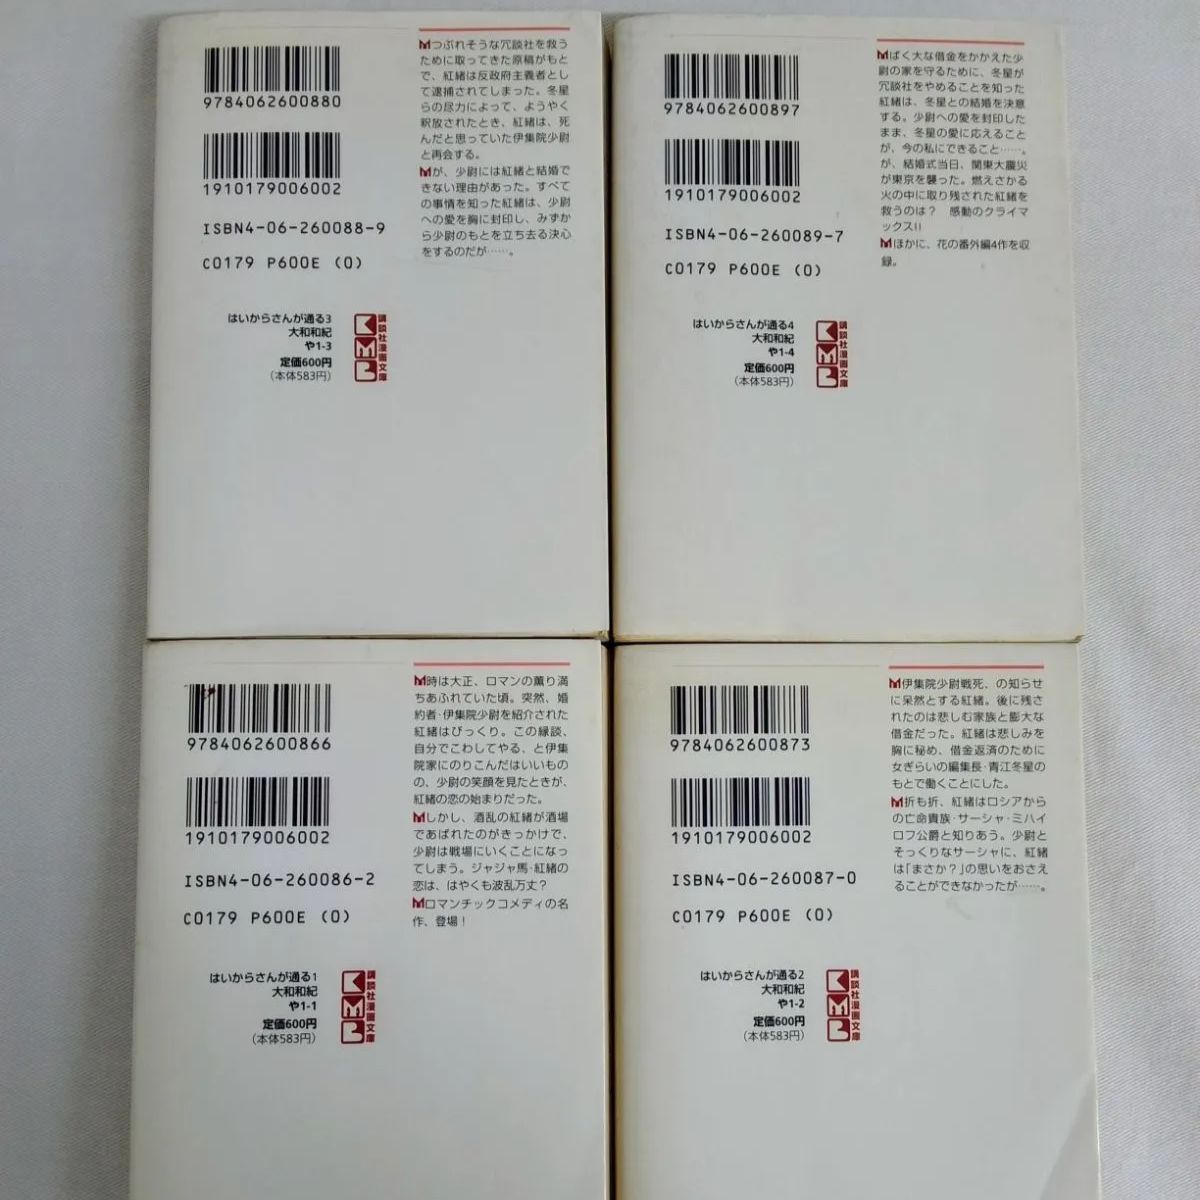 9784062600880
1910179006002
ISBN4-06-260088-9
C0179 P600E (0)
はいからさんが通る3
大和和紀
や1-3
定価600円
(本体583円)
KMB
講談社漫画文庫
Mつぶれそうな冗談社を救う
ために取ってきた原稿がもと
で、紅緒は反政府主義者とし
て逮捕されてしまった。冬星
らの尽力によって、ようやく
釈放されたとき、紅緒は、死
んだと思っていた伊集院少尉
と再会する。
Mが、少尉には紅緒と結婚で
きない理由があった。すべて
の事情を知った紅緒は、少尉
への愛を胸に封印し、みずか
ら少尉のもとを立ち去る決心
をするのだが……。
9784062600897
1910179006002
ISBN4-06-260089-7
C0179 P600E (0)
はいからさんが通る4
大和和紀
や1-4
定価600円
(本体583円)
KMB
講談社漫画文庫
Mばく大な借金をかかえた少
尉の家を守るために、冬星が
冗談社をやめることを知った
紅緒は、冬星との結婚を決意
する。少尉への愛を封印した
まま、冬星の愛に応えること
が、今の私にできること……。
が、結婚式当日、関東大震災
が東京を襲った。燃えさかる
火の中に取り残された紅緒を
救うのは? 感動のクライマ
ックス!!
Mほかに、花の番外編4作を収
録。
9784062600866
1910179006002
ISBN4-06-260086-2
C0179 P600E (0)
はいからさんが通る1
大和和紀
や1-1
定価600円
(本体583円)
KMB
講談社漫画文庫
M時は大正、ロマンの薫り満
ちあふれていた頃。突然、婚
約者・伊集院少尉を紹介された
紅緒はびっくり。この縁談、
自分でこわしてやる、と伊集
院家にのりこんだはいいもの
の、少尉の笑顔を見たときが、
紅緒の恋の始まりだった。
Mしかし、酒乱の紅緒が酒場
であばれたのがきっかけで、
少尉は戦場にいくことになっ
てしまう。ジャジャ馬・紅緒の
恋は、はやくも波乱万丈?
Mロマンチックコメディの名
作、登場!
9784062600873
1910179006002
ISBN4-06-260087-0
C0179 P600E (0)
はいからさんが通る2
大和和紀
や1-2
定価600円
(本体583円)
KMB
講談社漫画文庫
M伊集院少尉戦死、の知らせ
に呆然とする紅緒。後に残さ
れたのは悲しむ家族と膨大な
借金だった。紅緒は悲しみを
胸に秘め、借金返済のために
女ぎらいの編集長・青江冬星の
もとで働くことにした。
M折も折、紅緒はロシアから
の亡命貴族・サーシャ・ミハイ
ロフ公爵と知りあう。少尉と
そっくりなサーシャに、紅緒
は「まさか?」の思いをおさえ
ることができなかったが……。